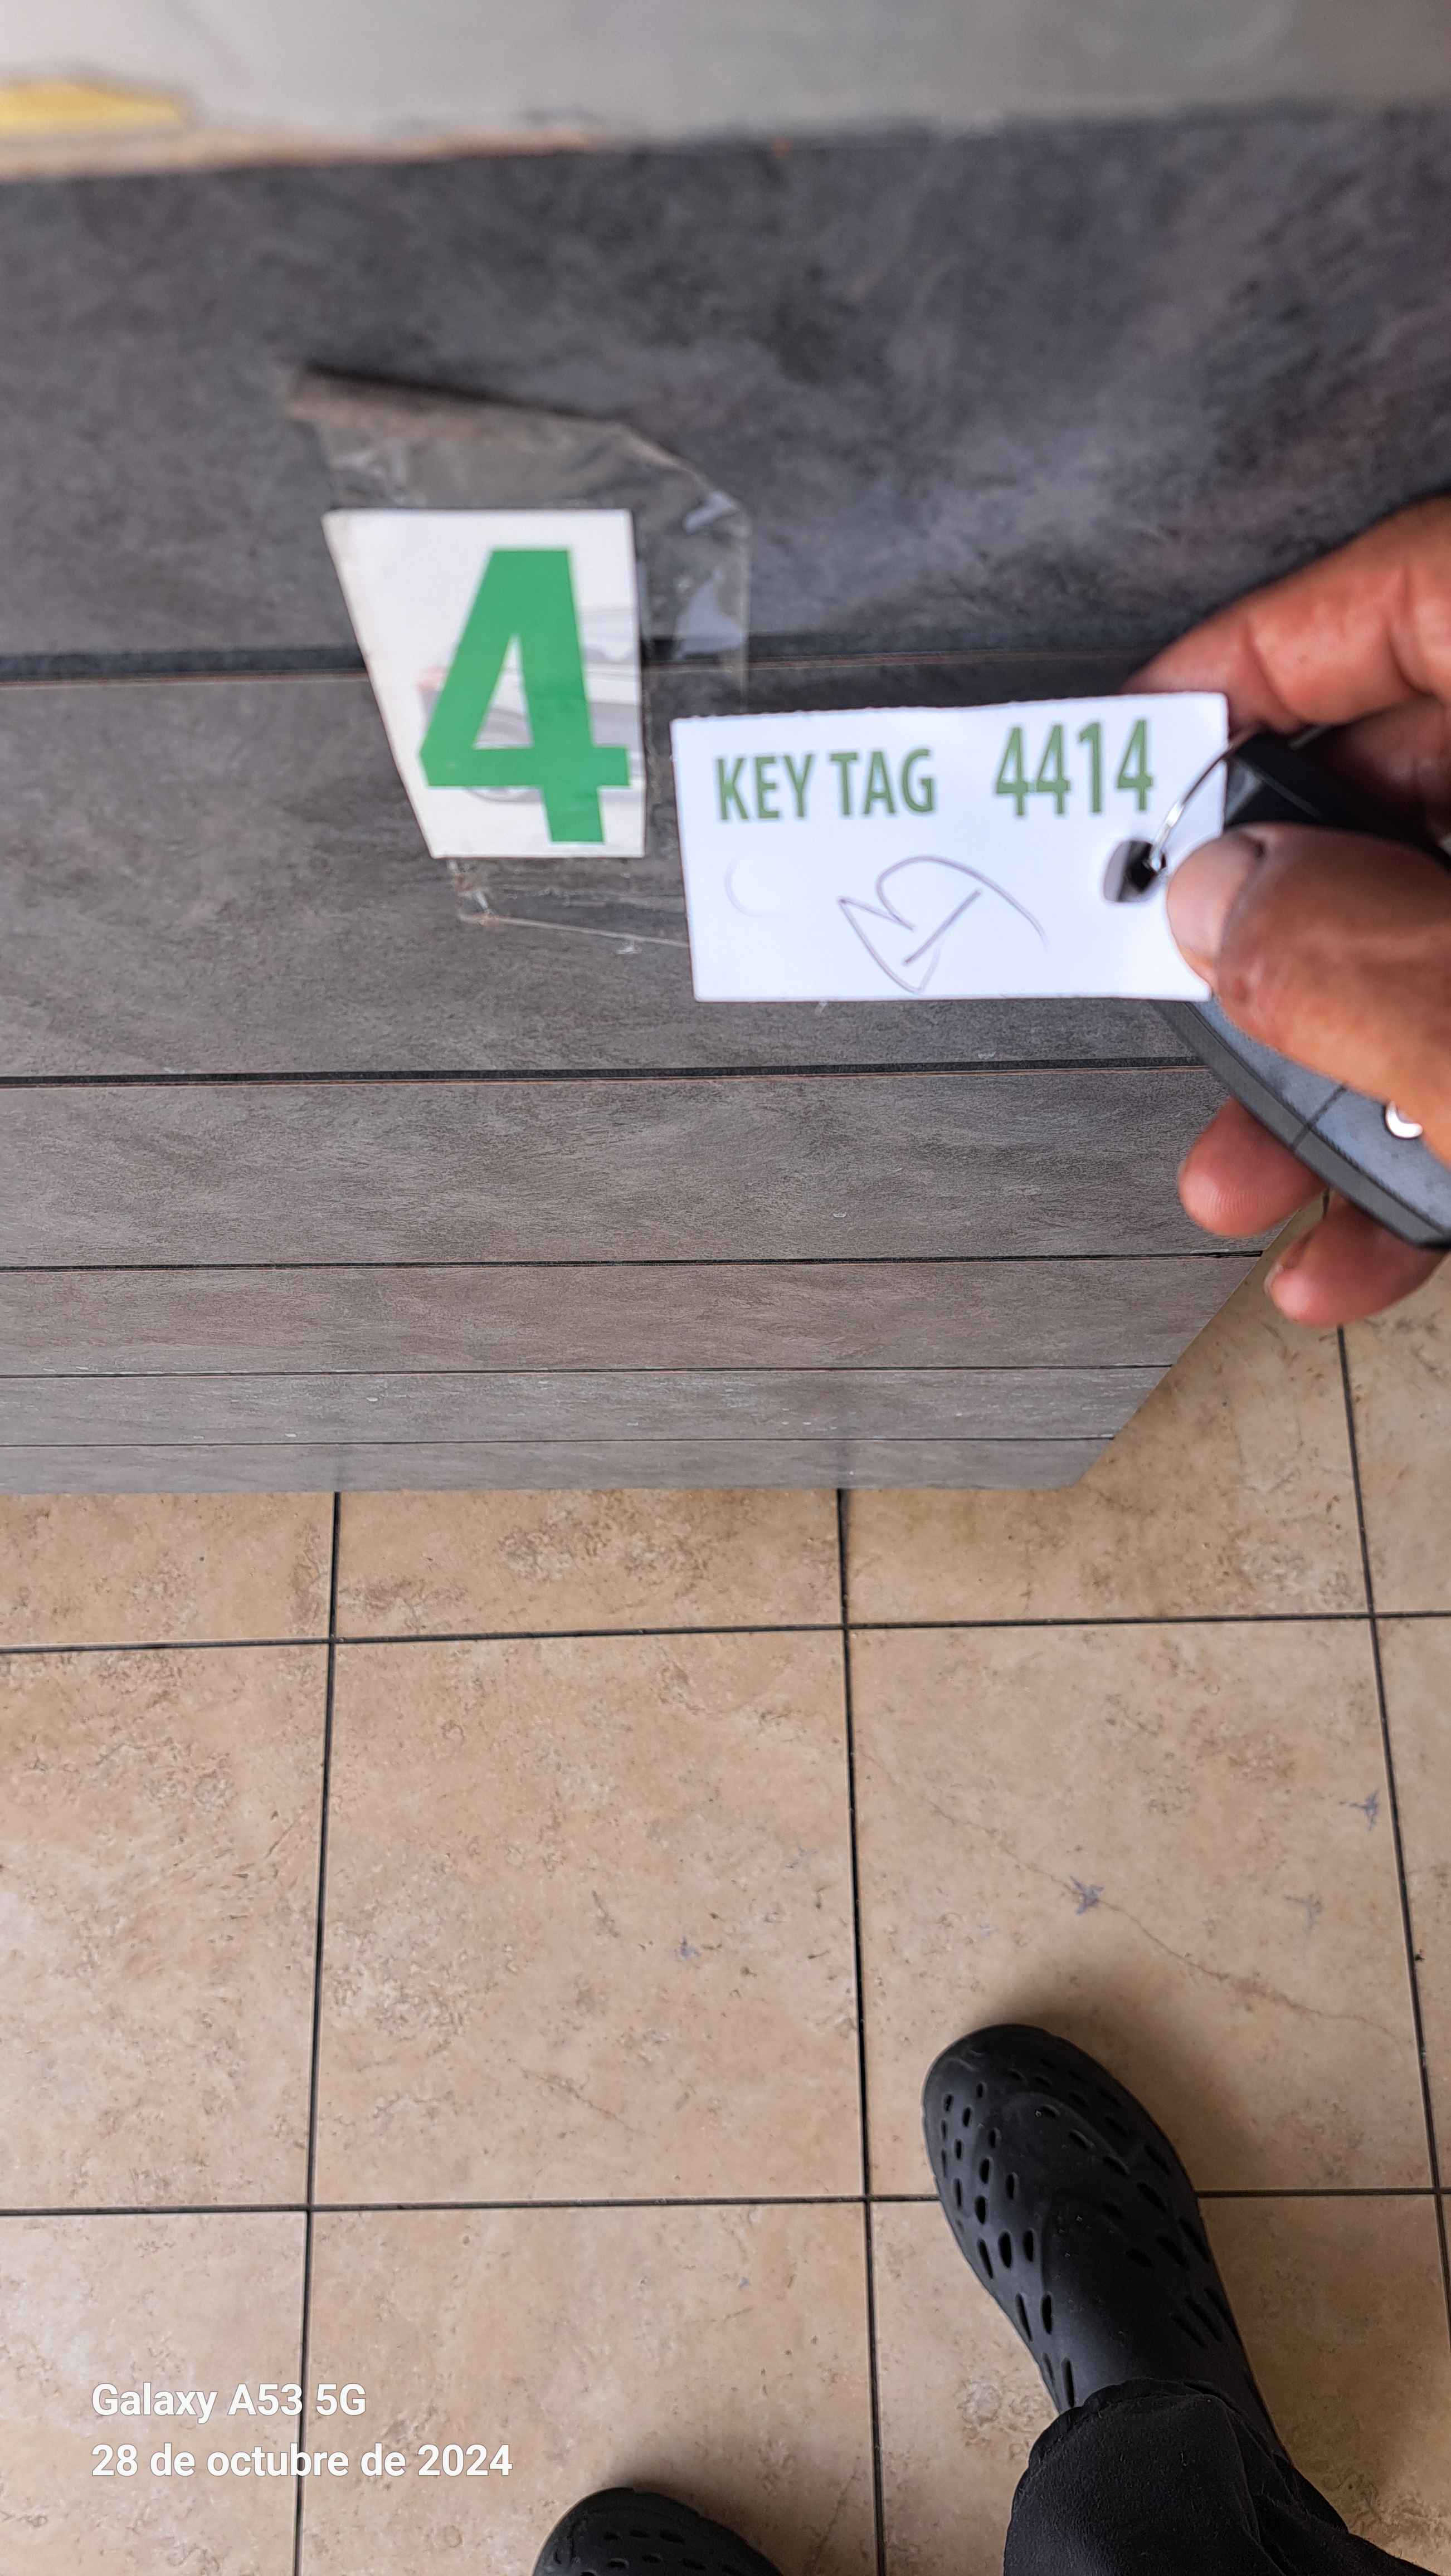 4
KEY TAG 4414
Galaxy A53 5G
28 de octubre de 2024